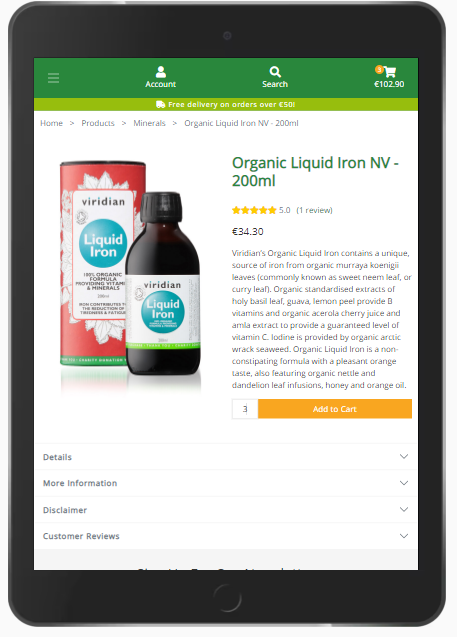 Account
Search
3
€102.90
Free delivery on orders over €50!
Home > Products > Minerals > Organic Liquid Iron NV - 200ml
Organic Liquid Iron NV -
200ml
5.0 (1 review)
€34.30
Viridian's Organic Liquid Iron contains a unique,
source of iron from organic murraya koenigii
leaves (commonly known as sweet neem leaf, or
curry leaf). Organic standardised extracts of
holy basil leaf, guava, lemon peel provide B
vitamins and organic acerola cherry juice and
amla extract to provide a guaranteed level of
vitamin C. Iodine is provided by organic arctic
wrack seaweed. Organic Liquid Iron is a non-
constipating formula with a pleasant orange
taste, also featuring organic nettle and
dandelion leaf infusions, honey and orange oil.
3
Add to Cart
viridian
Liquid
Iron
100% ORGANIC
FORMULA
PROVIDING VITAMINS
& MINERALS
200ml
IRON CONTRIBUTES TO
THE REDUCTION OF
TIREDNESS & FATIGUE
viridian
Liquid
Iron
Details
More Information
Disclaimer
Customer Reviews